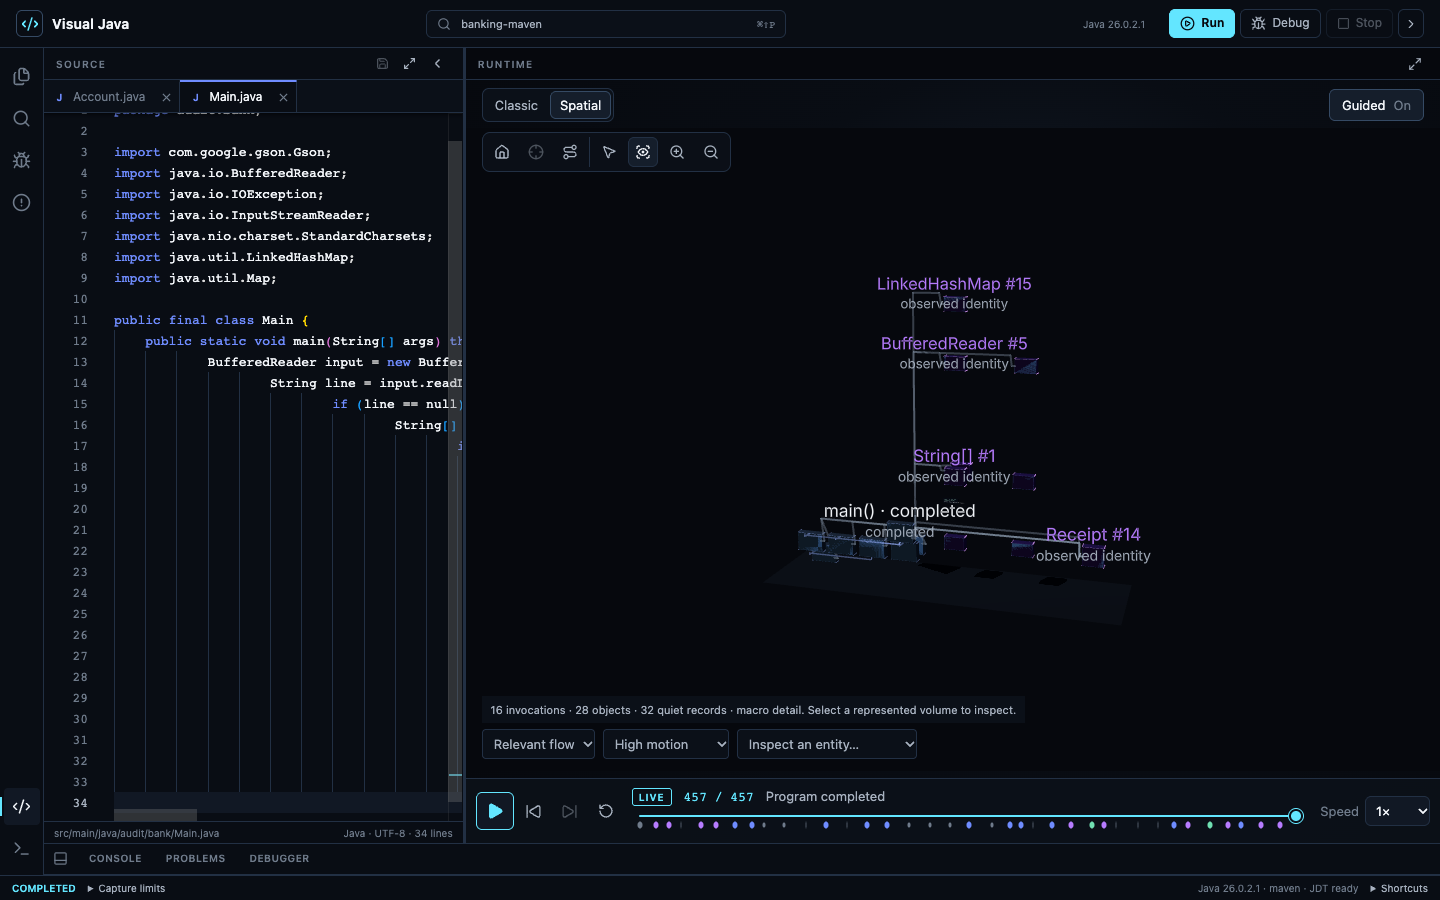 Visual Java
banking-maven
⌘⇧P
Java 26.0.2.1
Run
Debug
Stop
SOURCE
RUNTIME
J Account.java
J Main.java
Classic
Spatial
Guided On
2
3 import com.google.gson.Gson;
4 import java.io.BufferedReader;
5 import java.io.IOException;
6 import java.io.InputStreamReader;
7 import java.nio.charset.StandardCharsets;
8 import java.util.LinkedHashMap;
9 import java.util.Map;
10
11 public final class Main {
12 public static void main(String[] args) th
13 BufferedReader input = new Buffer
14 String line = input.read
15 if (line == null)
16 String[]
17 i
18
19
20
21
22
23
24
25
26
27
28
29
30
31
32
33
34
LinkedHashMap #15
observed identity
BufferedReader #5
observed identity
String[] #1
observed identity
main() · completed
completed
Receipt #14
observed identity
16 invocations · 28 objects · 32 quiet records · macro detail. Select a represented volume to inspect.
Relevant flow
High motion
Inspect an entity...
LIVE
457 / 457
Program completed
Speed
1×
src/main/java/audit/bank/Main.java
Java · UTF-8 · 34 lines
CONSOLE
PROBLEMS
DEBUGGER
COMPLETED
Capture limits
Java 26.0.2.1 · maven · JDT ready
Shortcuts